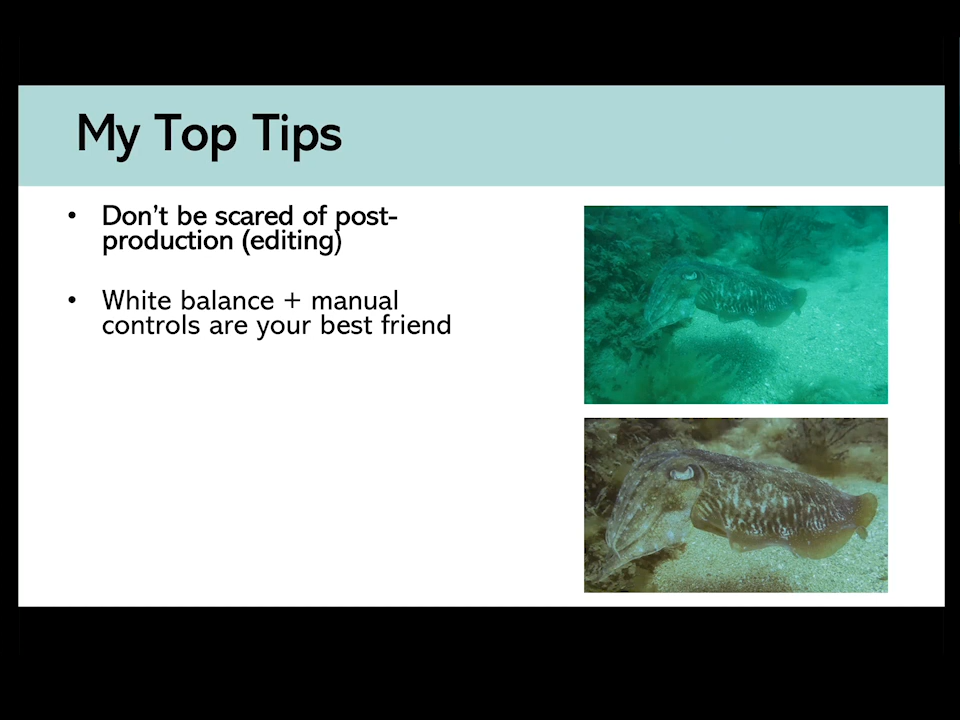 My Top Tips
• Don't be scared of post-
production (editing)
• White balance + manual
controls are your best friend